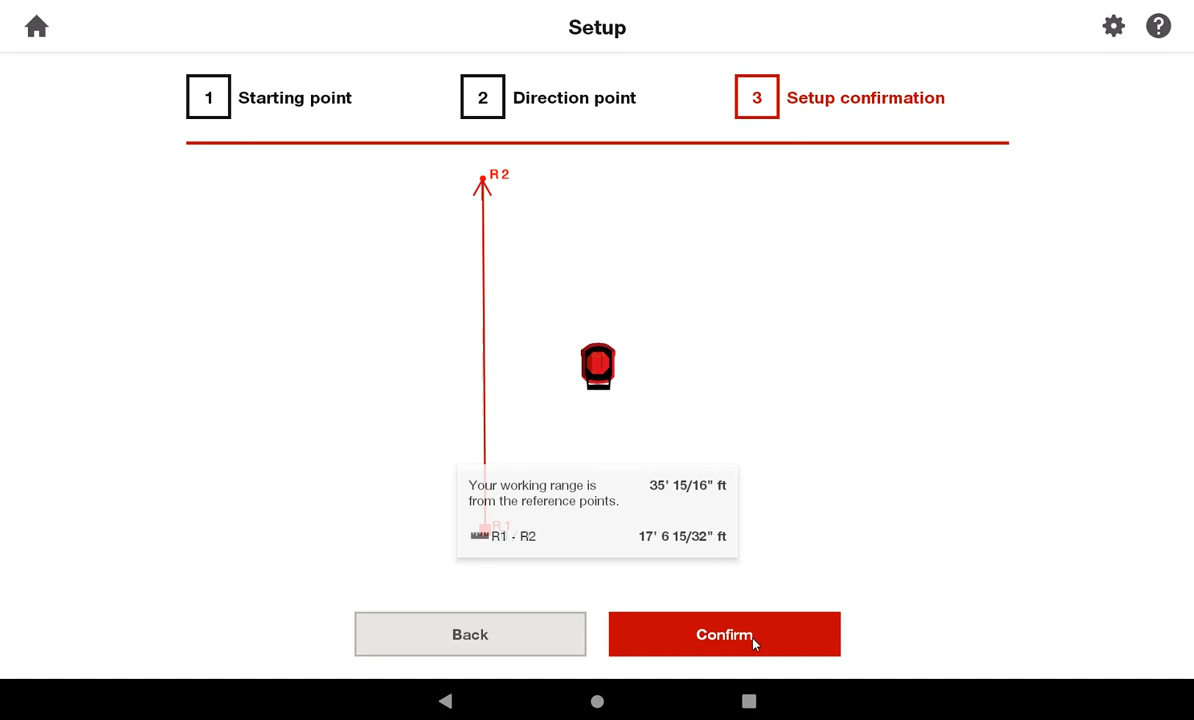 Setup
1 Starting point
2 Direction point
3 Setup confirmation
R 2
Your working range is 35' 15/16" ft
from the reference points.
R 1
R1 - R2 17' 6 15/32" ft
Back
Confirm